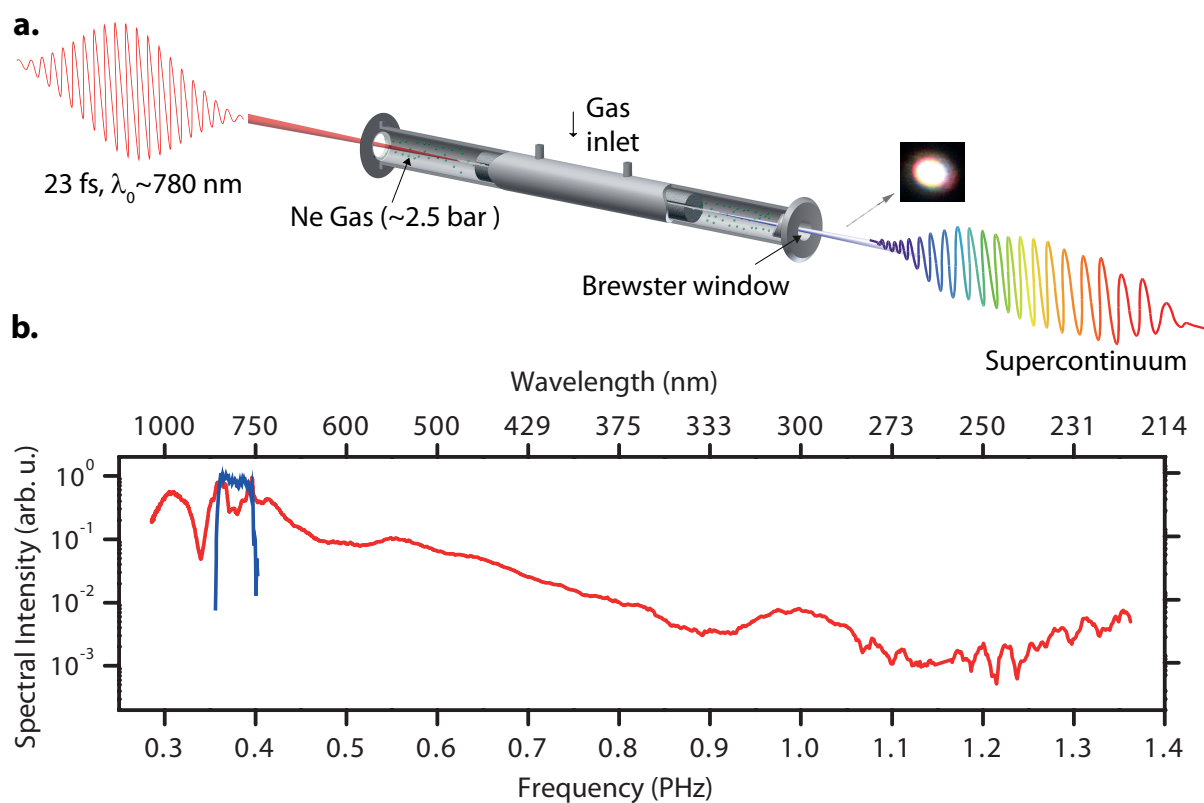 a.
Gas
↓ inlet
23 fs, λ₀~780 nm
Ne Gas (~2.5 bar )
Brewster window
Supercontinuum
b.
Wavelength (nm)
1000 750 600 500 429 375 333 300 273 250 231 214
Spectral Intensity (arb. u.)
10⁰
10⁻¹
10⁻²
10⁻³
0.3 0.4 0.5 0.6 0.7 0.8 0.9 1.0 1.1 1.2 1.3 1.4
Frequency (PHz)